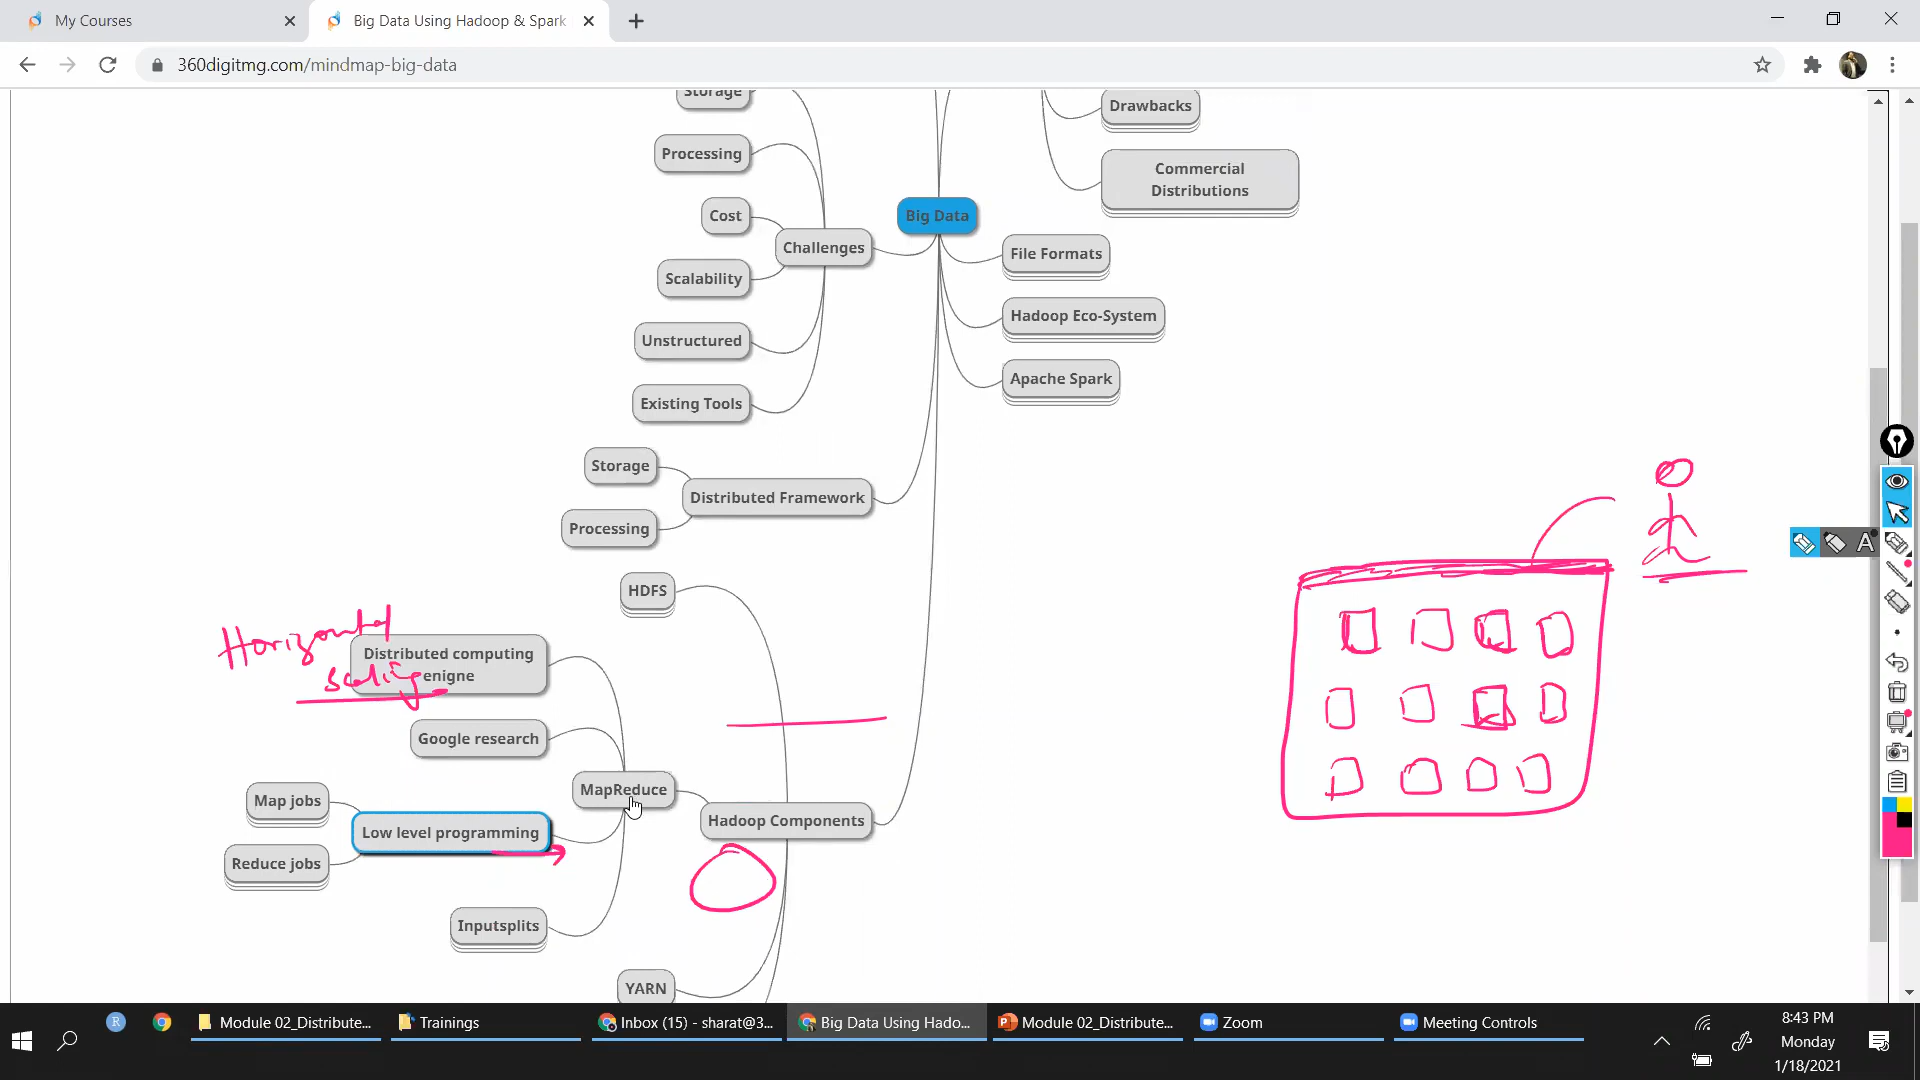 My Courses
Big Data Using Hadoop & Spark
360digitmg.com/mindmap-big-data
Storage
Drawbacks
Processing
Commercial
Distributions
Cost
Big Data
Challenges
File Formats
Scalability
Hadoop Eco-System
Unstructured
Apache Spark
Existing Tools
Storage
Distributed Framework
Processing
A
HDFS
Horizontal
scaling
Distributed computing
enigne
Google research
MapReduce
Map jobs
Hadoop Components
Low level programming
Reduce jobs
Inputsplits
YARN
R
Module 02_Distribute...
Trainings
Inbox (15) - sharat@3...
Big Data Using Hado...
Module 02_Distribute...
Zoom
Meeting Controls
8:43 PM
Monday
1/18/2021